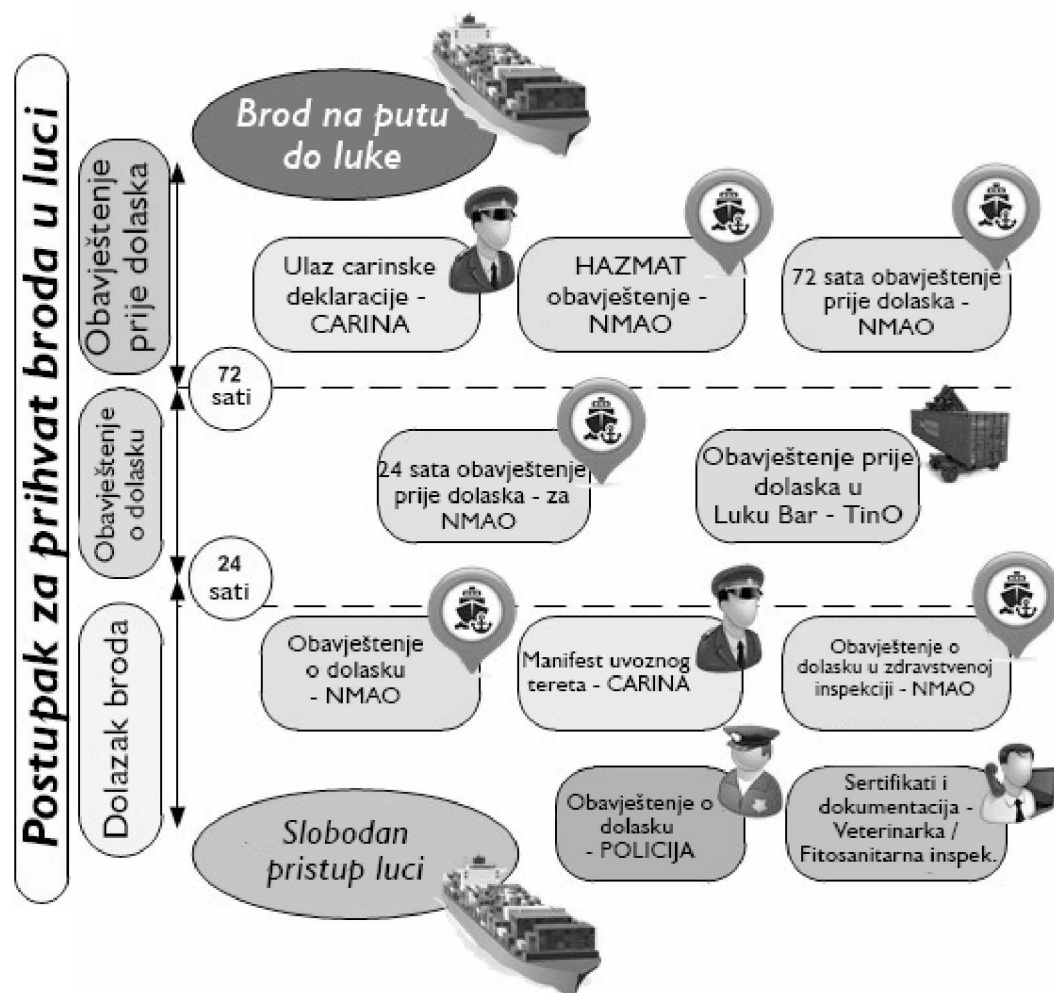 Postupak za prihvat broda u luci
Brod na putu
do luke
Obavještenje
prije dolaska
Ulaz carinske
deklaracije -
CARINA
HAZMAT
obavještenje -
NMAO
72 sata obavještenje
prije dolaska -
NMAO
72
sati
Obavještenje
o dolasku
24 sata obavještenje
prije dolaska - za
NMAO
Obavještenje prije
dolaska u
Luku Bar - TinO
24
sati
Dolazak broda
Obavještenje
o dolasku
- NMAO
Manifest uvoznog
tereta - CARINA
Obavještenje o
dolasku u zdravstvenoj
inspekciji - NMAO
Obavještenje o
dolasku
- POLICIJA
Sertifikati i
dokumentacija -
Veterinarka /
Fitosanitarna inspek.
Slobodan
pristup luci